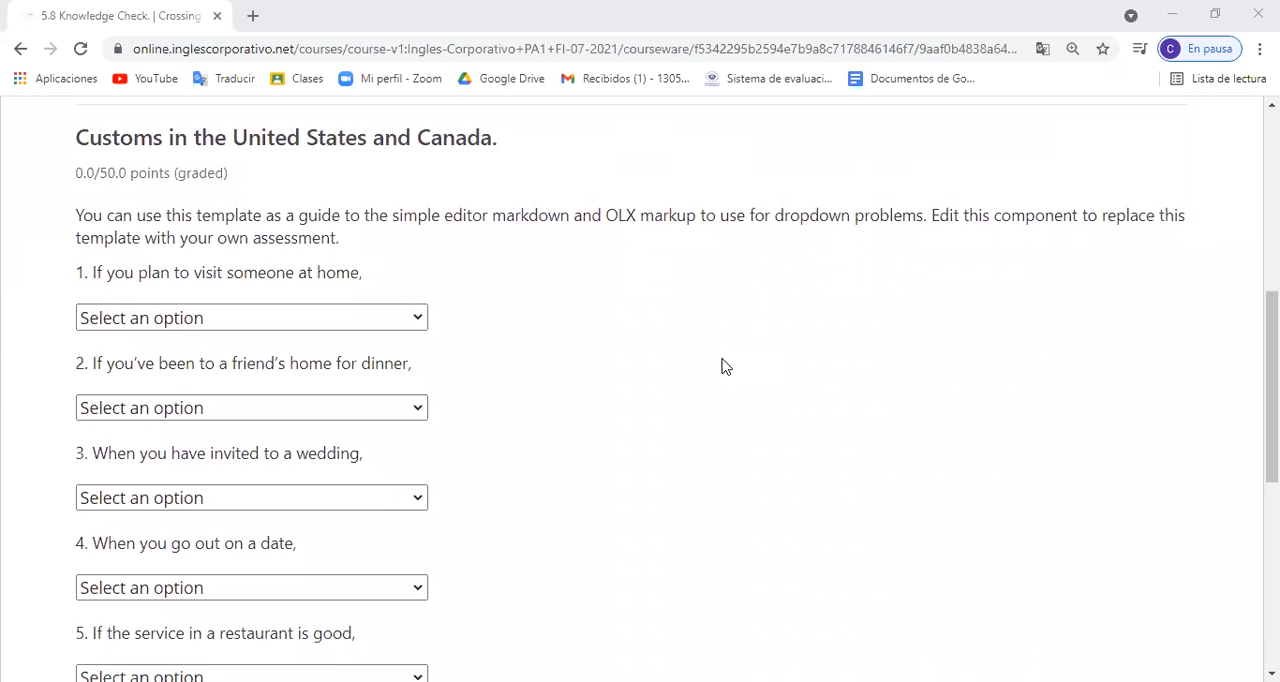 5.8 Knowledge Check. | Crossing
online.inglescorporativo.net/courses/course-v1:Ingles-Corporativo+PA1+FI-07-2021/courseware/f5342295b2594e7b9a8c7178846146f7/9aaf0b4838a64...
C En pausa
Aplicaciones YouTube Traducir Clases Mi perfil - Zoom Google Drive Recibidos (1) - 1305... Sistema de evaluaci... Documentos de Go... Lista de lectura
Customs in the United States and Canada.
0.0/50.0 points (graded)
You can use this template as a guide to the simple editor markdown and OLX markup to use for dropdown problems. Edit this component to replace this
template with your own assessment.
1. If you plan to visit someone at home,
Select an option
2. If you've been to a friend's home for dinner,
Select an option
3. When you have invited to a wedding,
Select an option
4. When you go out on a date,
Select an option
5. If the service in a restaurant is good,
Select an option